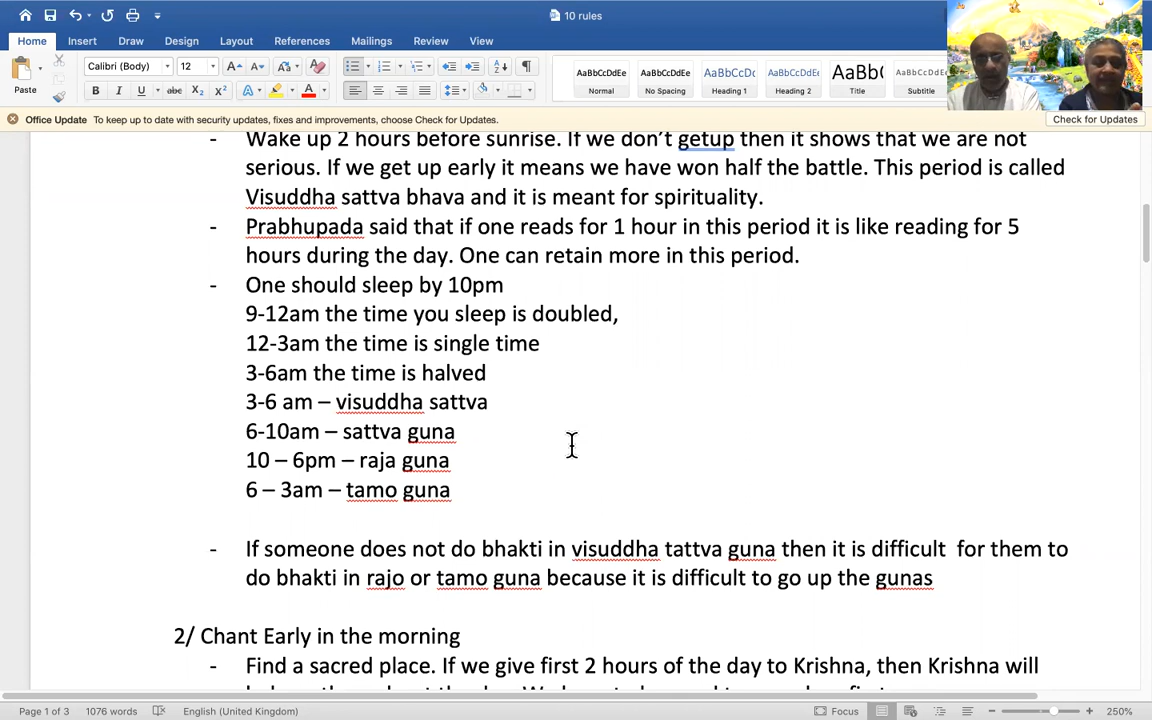 10 rules
Home Insert Draw Design Layout References Mailings Review View
Calibri (Body) 12
Paste
AaBbCcDdEe AaBbCcDdEe AaBbCcDc AaBbCcDdEe AaBb( AaBbCcDdEe
Normal No Spacing Heading 1 Heading 2 Title Subtitle
Office Update To keep up to date with security updates, fixes and improvements, choose Check for Updates. Check for Updates
- Wake up 2 hours before sunrise. If we don't getup then it shows that we are not
serious. If we get up early it means we have won half the battle. This period is called
Visuddha sattva bhava and it is meant for spirituality.
- Prabhupada said that if one reads for 1 hour in this period it is like reading for 5
hours during the day. One can retain more in this period.
- One should sleep by 10pm
9-12am the time you sleep is doubled,
12-3am the time is single time
3-6am the time is halved
3-6 am – visuddha sattva
6-10am – sattva guna
10 – 6pm – raja guna
6 – 3am – tamo guna
- If someone does not do bhakti in visuddha tattva guna then it is difficult for them to
do bhakti in rajo or tamo guna because it is difficult to go up the gunas
2/ Chant Early in the morning
- Find a sacred place. If we give first 2 hours of the day to Krishna, then Krishna will
Page 1 of 3 1076 words English (United Kingdom) Focus 250%